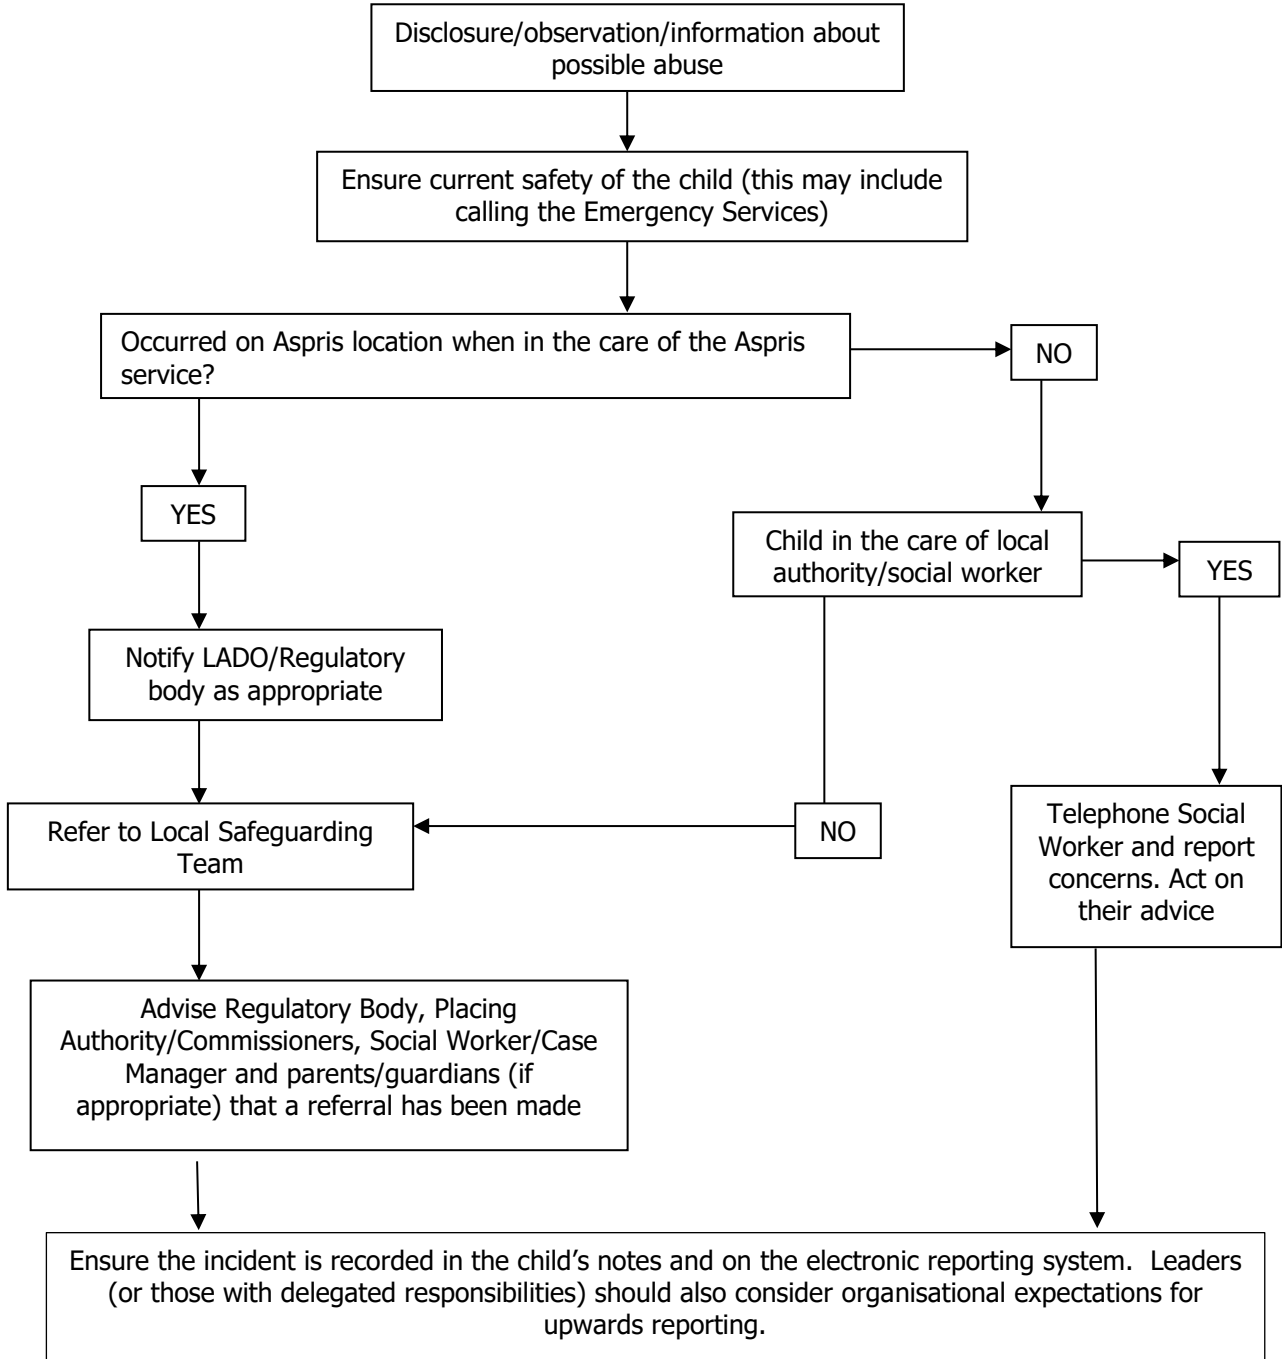 Disclosure/observation/information about
possible abuse
Ensure current safety of the child (this may include
calling the Emergency Services)
Occurred on Aspris location when in the care of the Aspris
service?
NO
YES
Child in the care of local
authority/social worker
YES
Notify LADO/Regulatory
body as appropriate
Refer to Local Safeguarding
Team
NO
Telephone Social
Worker and report
concerns. Act on
their advice
Advise Regulatory Body, Placing
Authority/Commissioners, Social Worker/Case
Manager and parents/guardians (if
appropriate) that a referral has been made
Ensure the incident is recorded in the child’s notes and on the electronic reporting system.  Leaders
(or those with delegated responsibilities) should also consider organisational expectations for
upwards reporting.